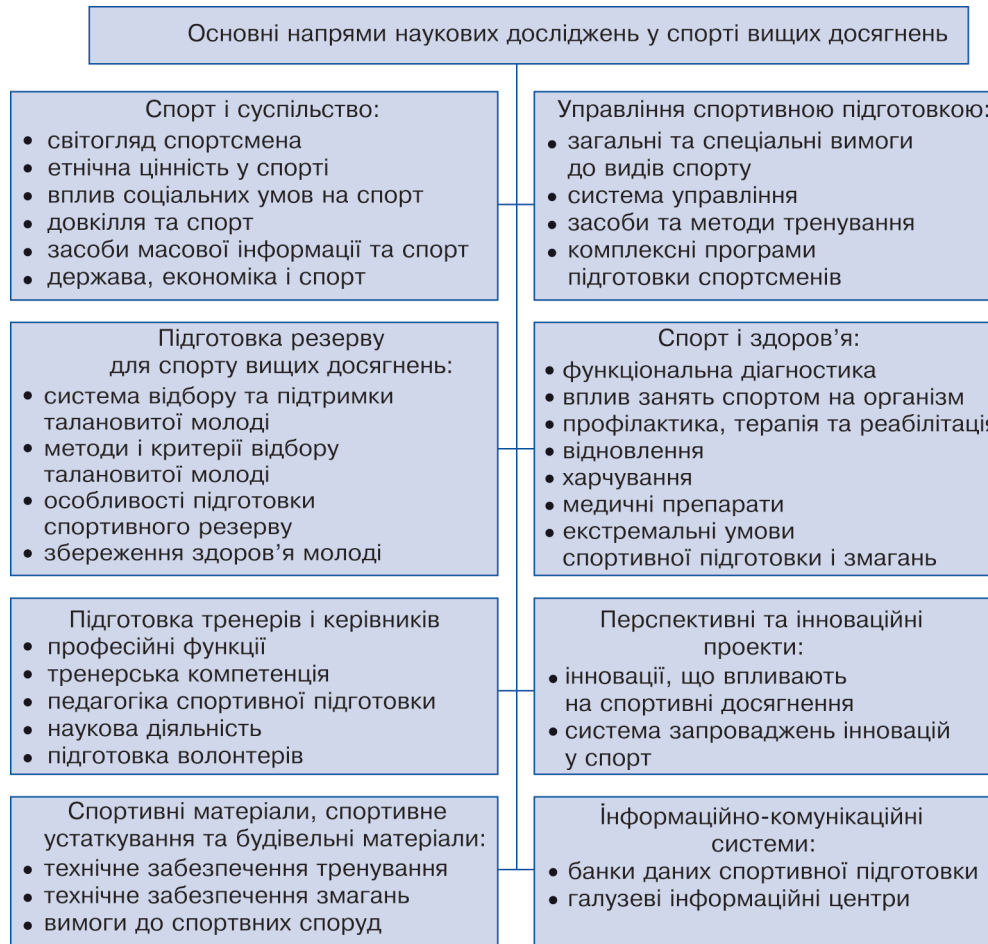 Основні напрями наукових досліджень у спорті вищих досягнень
Спорт і суспільство:
• світогляд спортсмена
• етнічна цінність у спорті
• вплив соціальних умов на спорт
• довкілля та спорт
• засоби масової інформації та спорт
• держава, економіка і спорт
Управління спортивною підготовкою:
• загальні та спеціальні вимоги
до видів спорту
• система управління
• засоби та методи тренування
• комплексні програми
підготовки спортсменів
Підготовка резерву
для спорту вищих досягнень:
• система відбору та підтримки
талановитої молоді
• методи і критерії відбору
талановитої молоді
• особливості підготовки
спортивного резерву
• збереження здоров’я молоді
Спорт і здоров’я:
• функціональна діагностика
• вплив занять спортом на організм
• профілактика, терапія та реабілітація
• відновлення
• харчування
• медичні препарати
• екстремальні умови
спортивної підготовки і змагань
Підготовка тренерів і керівників
• професійні функції
• тренерська компетенція
• педагогіка спортивної підготовки
• наукова діяльність
• підготовка волонтерів
Перспективні та інноваційні
проекти:
• інновації, що впливають
на спортивні досягнення
• система запроваджень інновацій
у спорт
Спортивні матеріали, спортивне
устаткування та будівельні матеріали:
• технічне забезпечення тренування
• технічне забезпечення змагань
• вимоги до спортвних споруд
Інформаційно-комунікаційні
системи:
• банки даних спортивної підготовки
• галузеві інформаційні центри